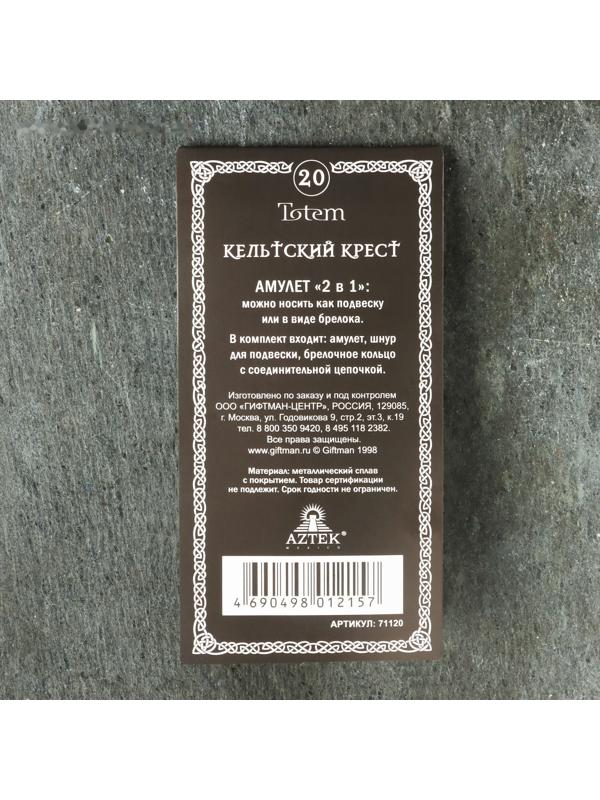 20
Totem
КЕЛЬТСКИЙ КРЕСТ
АМУЛЕТ «2 в 1»:
можно носить как подвеску
или в виде брелока.
В комплект входит: амулет, шнур
для подвески, брелочное кольцо
с соединительной цепочкой.
Изготовлено по заказу и под контролем
ООО «ГИФТМАН-ЦЕНТР», РОССИЯ, 129085,
г. Москва, ул. Годовикова 9, стр.2, эт.3, к.19
тел. 8 800 350 9420, 8 495 118 2382.
Все права защищены.
www.giftman.ru © Giftman 1998
Материал: металлический сплав
с покрытием. Товар сертификации
не подлежит. Срок годности не ограничен.
AZTEK®
MEXICO
4 690498 012157
АРТИКУЛ: 71120